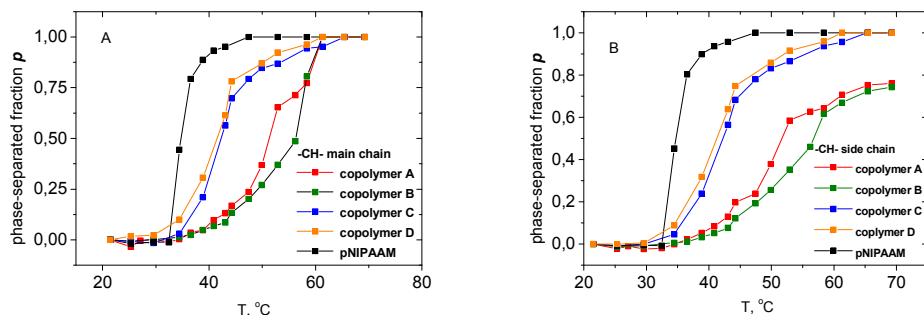 A
1,00
0,75
0,50
0,25
0,00
phase-separated fraction p
-CH- main chain
copolymer A
copolymer B
copolymer C
copolymer D
pNIPAAM
20 40 60 80
T, °C
B
1,0
0,8
0,6
0,4
0,2
0,0
phase-separated fraction p
-CH- side chain
copolymer A
copolymer B
copolymer C
coplymer D
pNIPAAM
20 30 40 50 60 70
T, °C